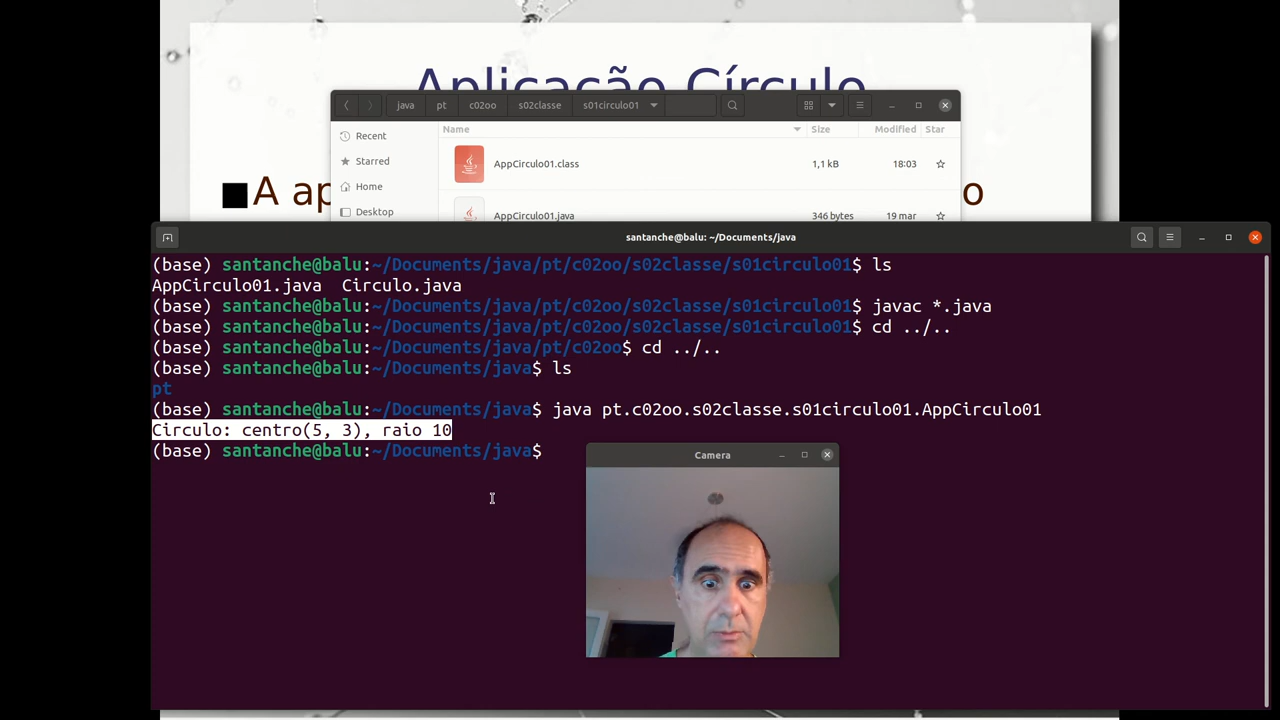 Aplicação Círculo
java pt c02oo s02classe s01circulo01
Recent
Starred
Home
Desktop
Name Size Modified Star
AppCirculo01.class 1,1 kB 18:03
AppCirculo01.java 346 bytes 19 mar
A ap
o
santanche@balu: ~/Documents/java
(base) santanche@balu:~/Documents/java/pt/c02oo/s02classe/s01circulo01$ ls
AppCirculo01.java Circulo.java
(base) santanche@balu:~/Documents/java/pt/c02oo/s02classe/s01circulo01$ javac *.java
(base) santanche@balu:~/Documents/java/pt/c02oo/s02classe/s01circulo01$ cd ../..
(base) santanche@balu:~/Documents/java/pt/c02oo$ cd ../..
(base) santanche@balu:~/Documents/java$ ls
pt
(base) santanche@balu:~/Documents/java$ java pt.c02oo.s02classe.s01circulo01.AppCirculo01
Circulo: centro(5, 3), raio 10
(base) santanche@balu:~/Documents/java$
Camera